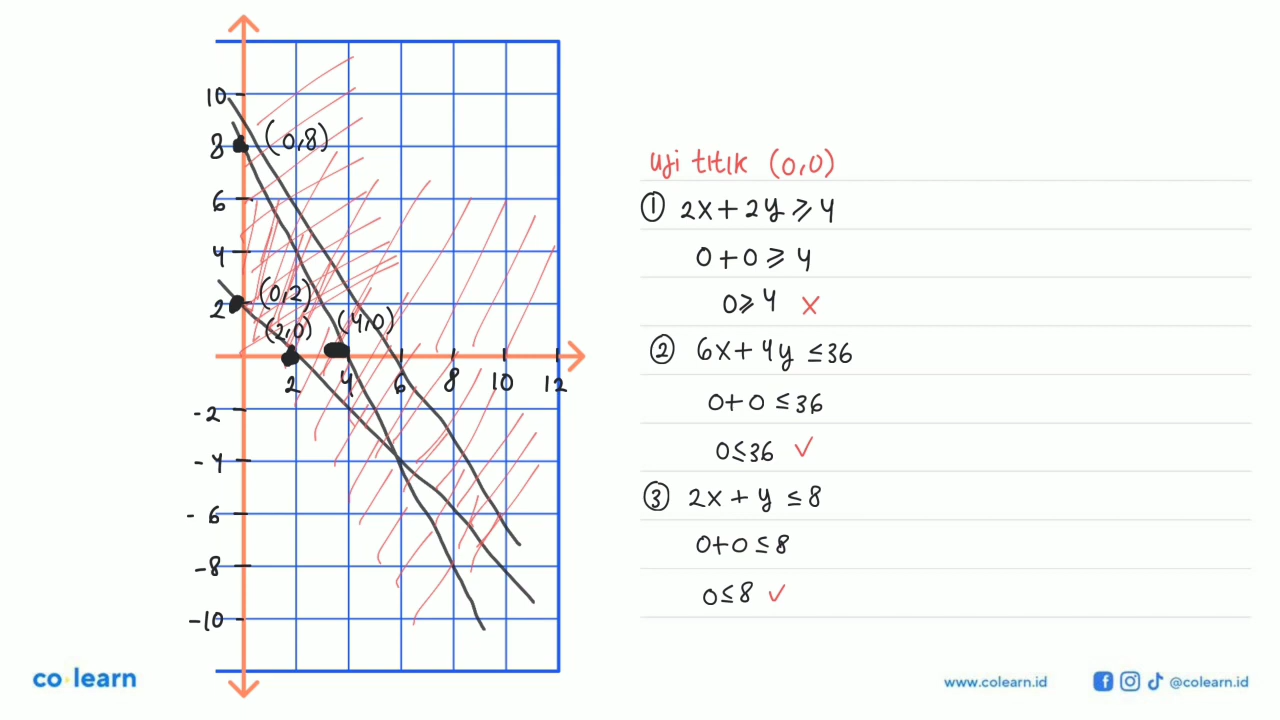 10
8
(0,8)
6
4
2
(0,2)
(2,0)
(4,0)
2 4 6 8 10 12
-2
-4
-6
-8
-10
uji titik (0,0)
① 2x + 2y ⩾ 4
0 + 0 ⩾ 4
0 ⩾ 4 ×
② 6x + 4y ≤ 36
0 + 0 ≤ 36
0 ≤ 36 ✓
③ 2x + y ≤ 8
0 + 0 ≤ 8
0 ≤ 8 ✓
co·learn
www.colearn.id
@colearn.id